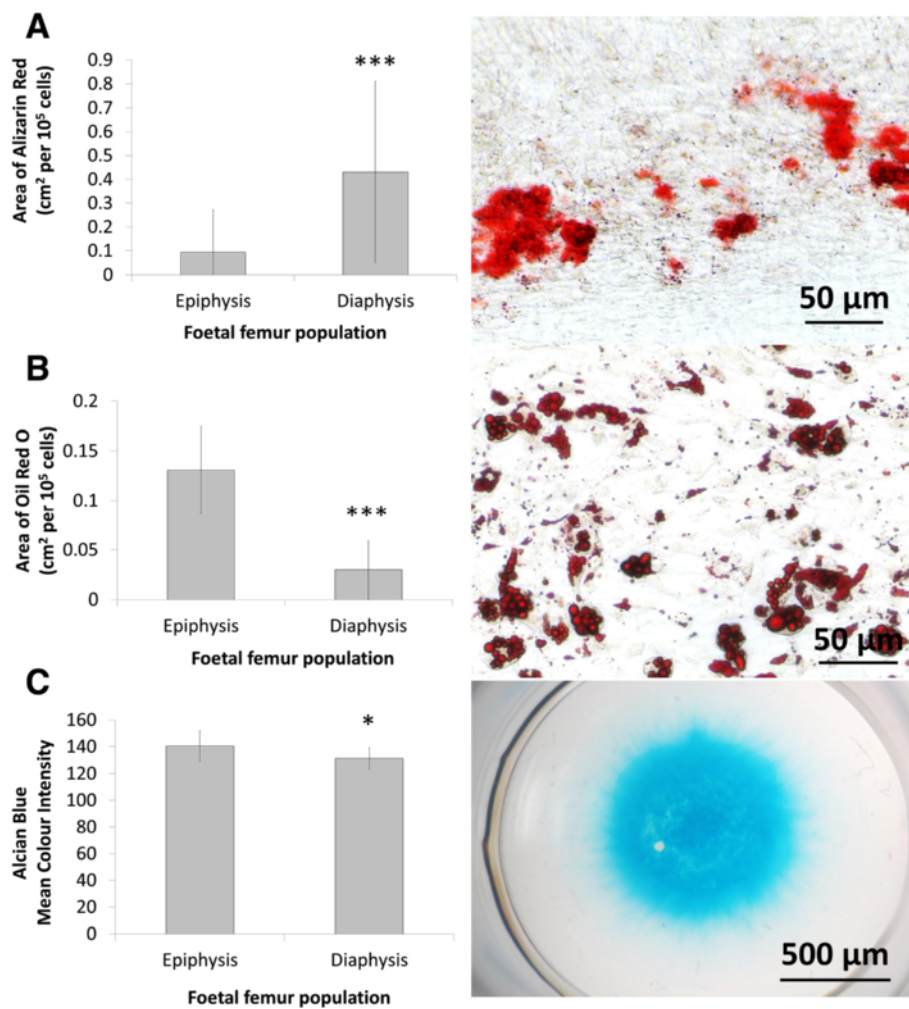 A
Area of Alizarin Red
(cm² per 10⁵ cells)
0.9
0.8
0.7
0.6
0.5
0.4
0.3
0.2
0.1
0
***
Epiphysis
Diaphysis
Foetal femur population
50 µm
B
Area of Oil Red O
(cm² per 10⁵ cells)
0.2
0.15
0.1
0.05
0
***
Epiphysis
Diaphysis
Foetal femur population
50 µm
C
Alcian Blue
Mean Colour Intensity
160
140
120
100
80
60
40
20
0
*
Epiphysis
Diaphysis
Foetal femur population
500 µm